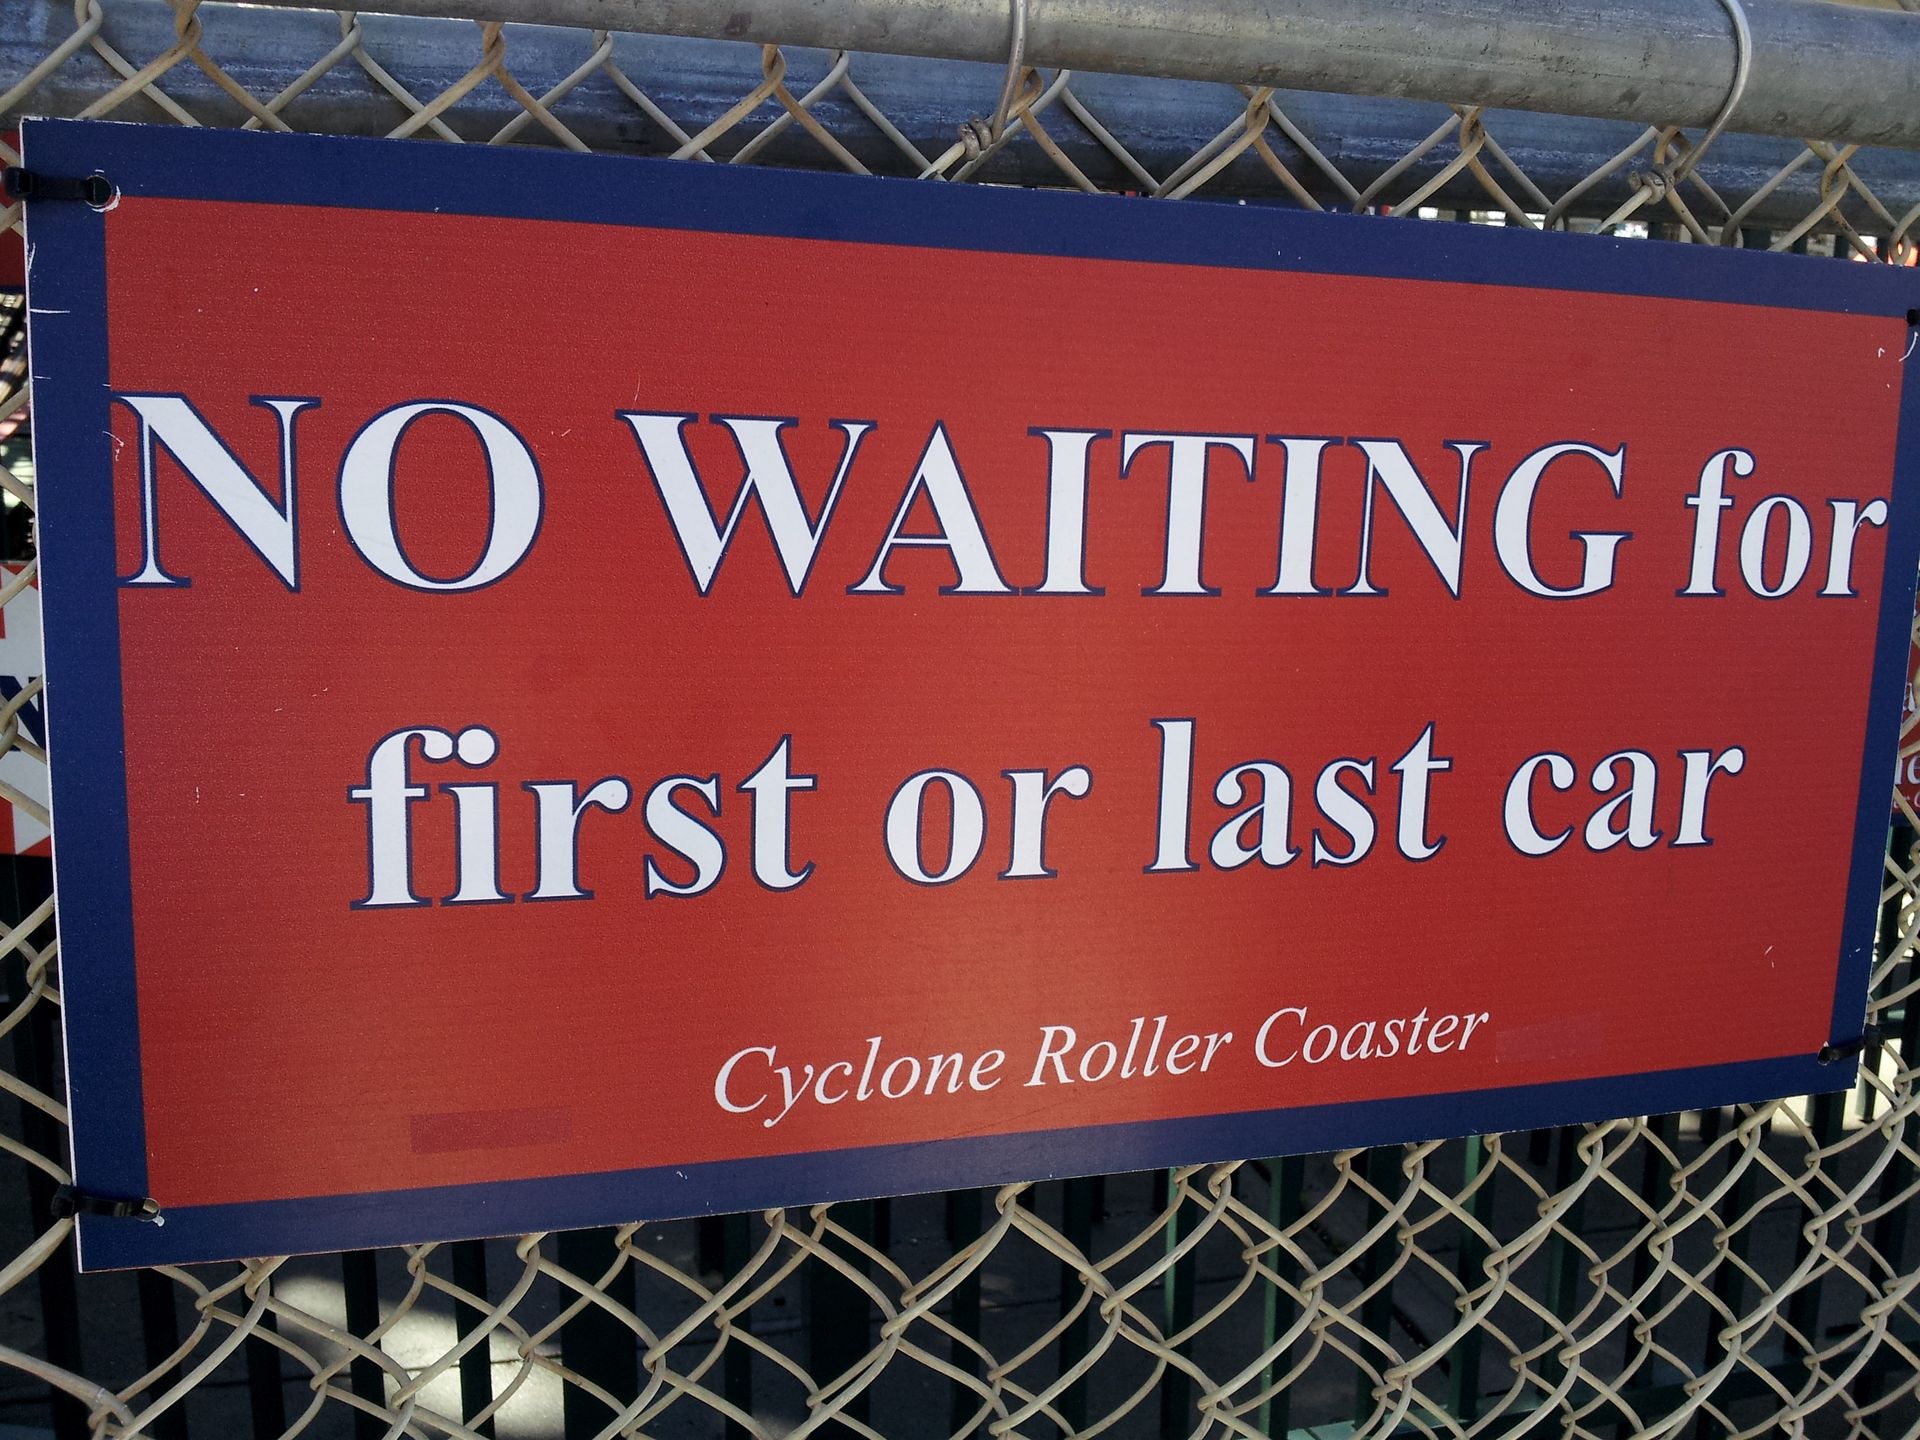 NO WAITING for
first or last car
Cyclone Roller Coaster